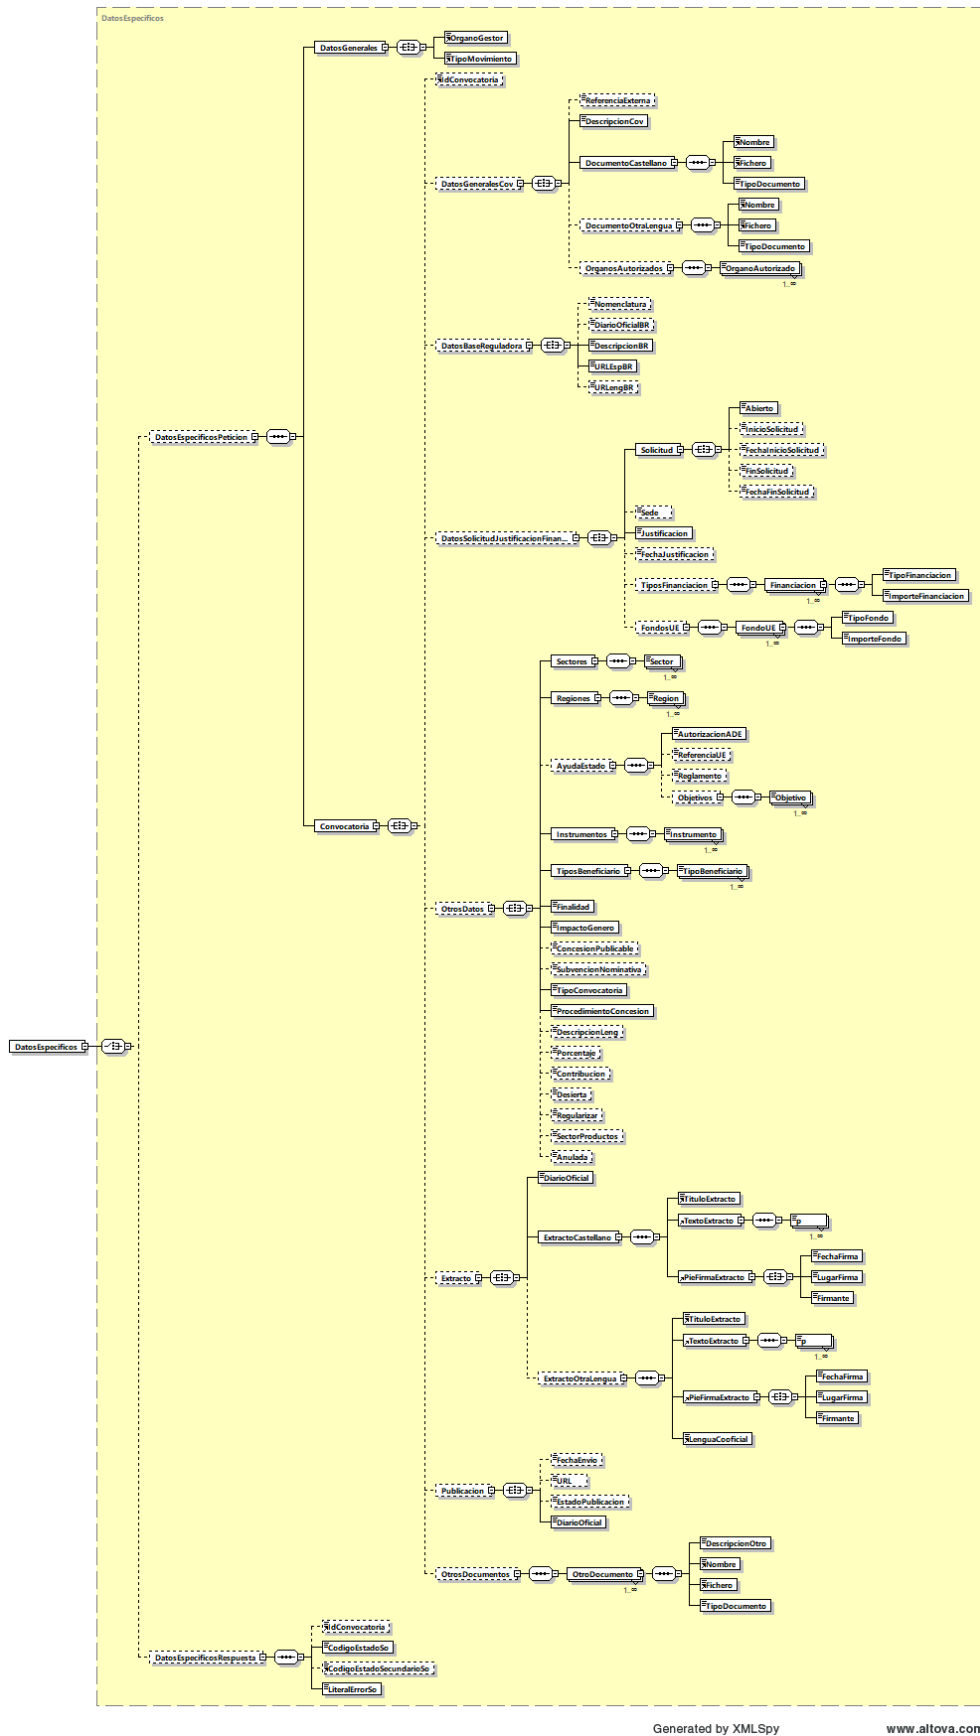 DatosEspecificos
DatosGenerales
OrganoGestor
TipoMovimiento
IdConvocatoria
ReferenciaExterna
DescripcionCov
DocumentoCastellano
Nombre
Fichero
TipoDocumento
DatosGeneralesCov
DocumentoOtraLengua
Nombre
Fichero
TipoDocumento
OrganosAutorizados
OrganoAutorizado
1..∞
Nomenclatura
DiarioOficialBR
DatosBaseReguladora
DescripcionBR
URLEspBR
URLengBR
DatosEspecificosPeticion
Abierto
InicioSolicitud
Solicitud
FechaInicioSolicitud
FinSolicitud
FechaFinSolicitud
Sede
Justificacion
DatosSolicitudJustificacionFinan...
FechaJustificacion
TiposFinanciacion
Financiacion
1..∞
TipoFinanciacion
ImporteFinanciacion
FondosUE
FondoUE
1..∞
TipoFondo
ImporteFondo
Sectores
Sector
1..∞
Regiones
Region
1..∞
AutorizacionADE
ReferenciaUE
AyudaEstado
Reglamento
Objetivos
Objetivo
1..∞
Convocatoria
Instrumentos
Instrumento
1..∞
TiposBeneficiario
TipoBeneficiario
1..∞
OtrosDatos
Finalidad
ImpactoGenero
ConcesionPublicable
SubvencionNominativa
TipoConvocatoria
ProcedimientoConcesion
DescripcionLeng
DatosEspecificos
Porcentaje
Contribucion
Desierta
Regularizar
SectorProductos
Anulada
DiarioOficial
TituloExtracto
ExtractoCastellano
TextoExtracto
p
1..∞
Extracto
PieFirmaExtracto
FechaFirma
LugarFirma
Firmante
TituloExtracto
TextoExtracto
p
1..∞
ExtractoOtraLengua
PieFirmaExtracto
FechaFirma
LugarFirma
Firmante
LenguaCooficial
FechaEnvio
URL
Publicacion
EstadoPublicacion
DiarioOficial
OtrosDocumentos
OtroDocumento
1..∞
DescripcionOtro
Nombre
Fichero
TipoDocumento
IdConvocatoria
CodigoEstadoSo
DatosEspecificosRespuesta
CodigoEstadoSecundarioSo
LiteralErrorSo
Generated by XMLSpy
www.altova.con